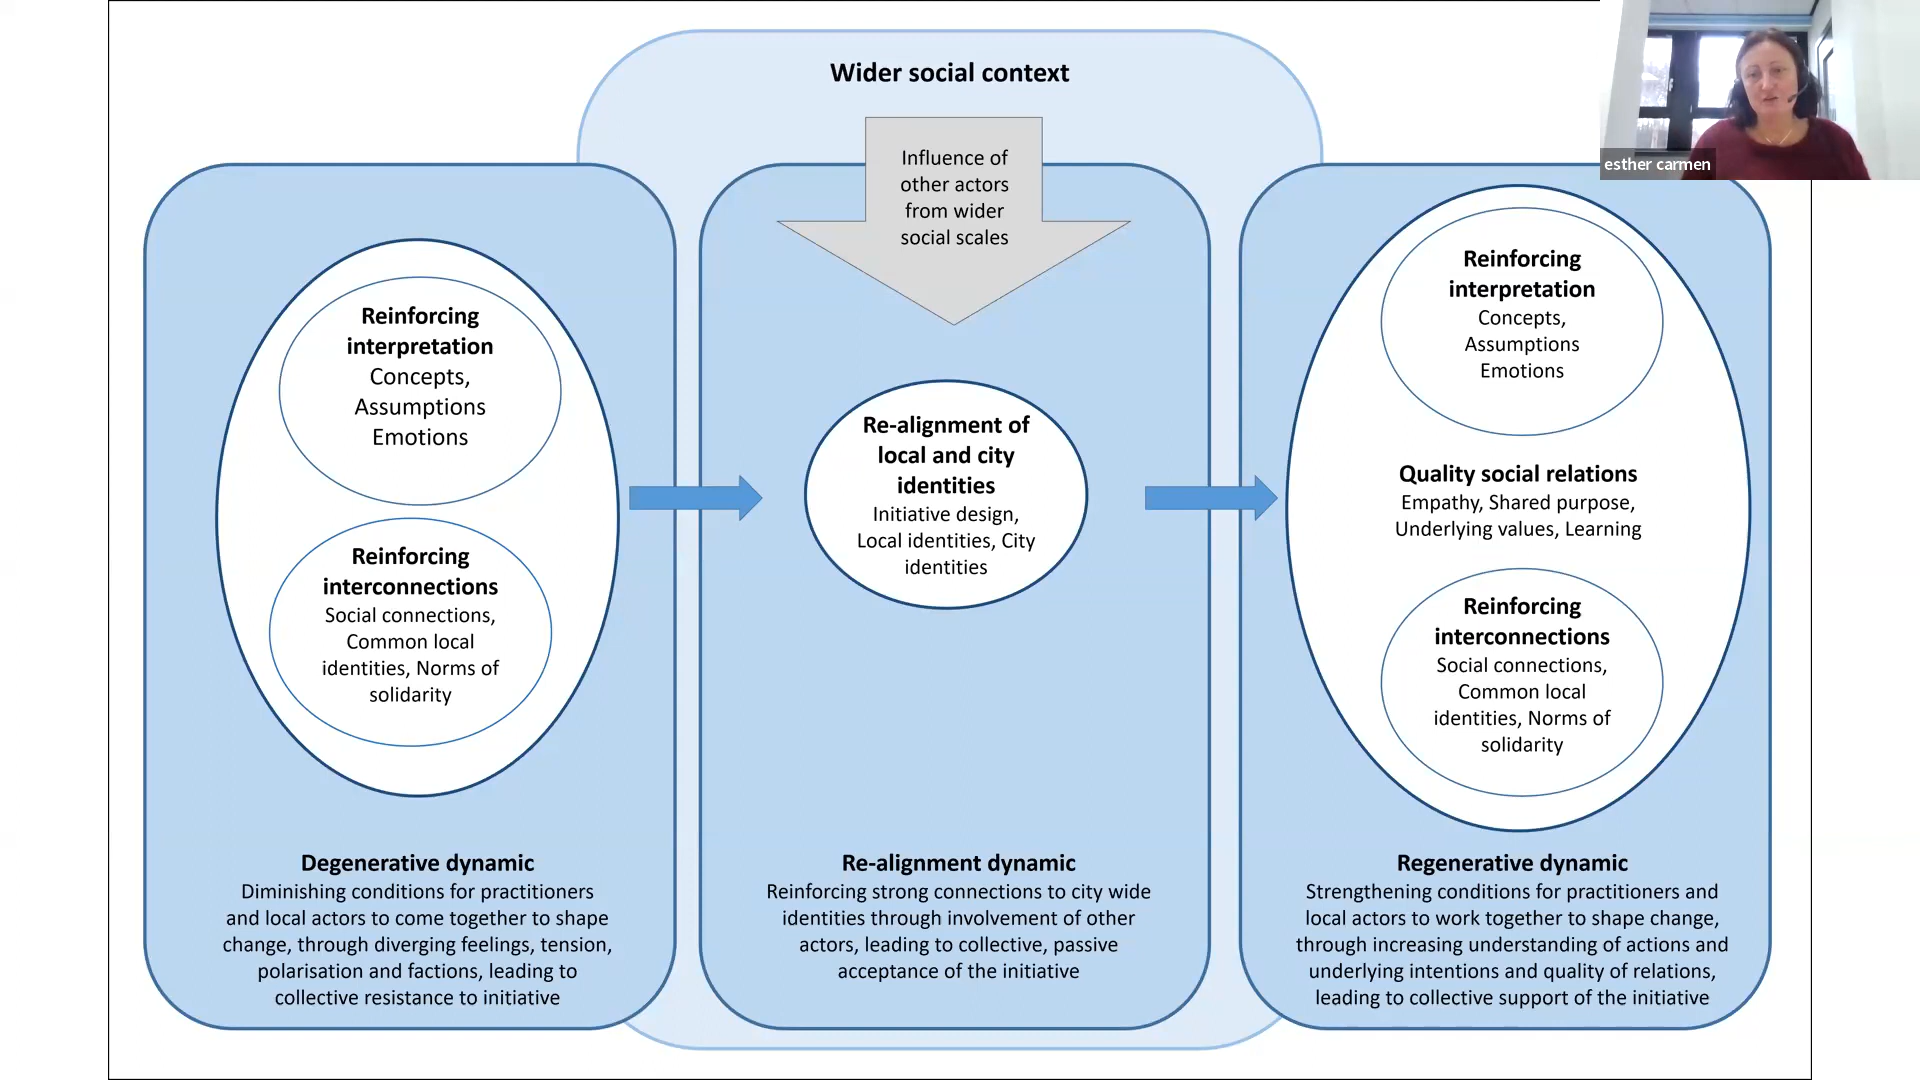 Wider social context
Influence of
other actors
from wider
social scales
esther carmen
Reinforcing
interpretation
Concepts,
Assumptions
Emotions
Reinforcing
interconnections
Social connections,
Common local
identities, Norms of
solidarity
Degenerative dynamic
Diminishing conditions for practitioners
and local actors to come together to shape
change, through diverging feelings, tension,
polarisation and factions, leading to
collective resistance to initiative
Re-alignment of
local and city
identities
Initiative design,
Local identities, City
identities
Re-alignment dynamic
Reinforcing strong connections to city wide
identities through involvement of other
actors, leading to collective, passive
acceptance of the initiative
Reinforcing
interpretation
Concepts,
Assumptions
Emotions
Quality social relations
Empathy, Shared purpose,
Underlying values, Learning
Reinforcing
interconnections
Social connections,
Common local
identities, Norms of
solidarity
Regenerative dynamic
Strengthening conditions for practitioners and
local actors to work together to shape change,
through increasing understanding of actions and
underlying intentions and quality of relations,
leading to collective support of the initiative